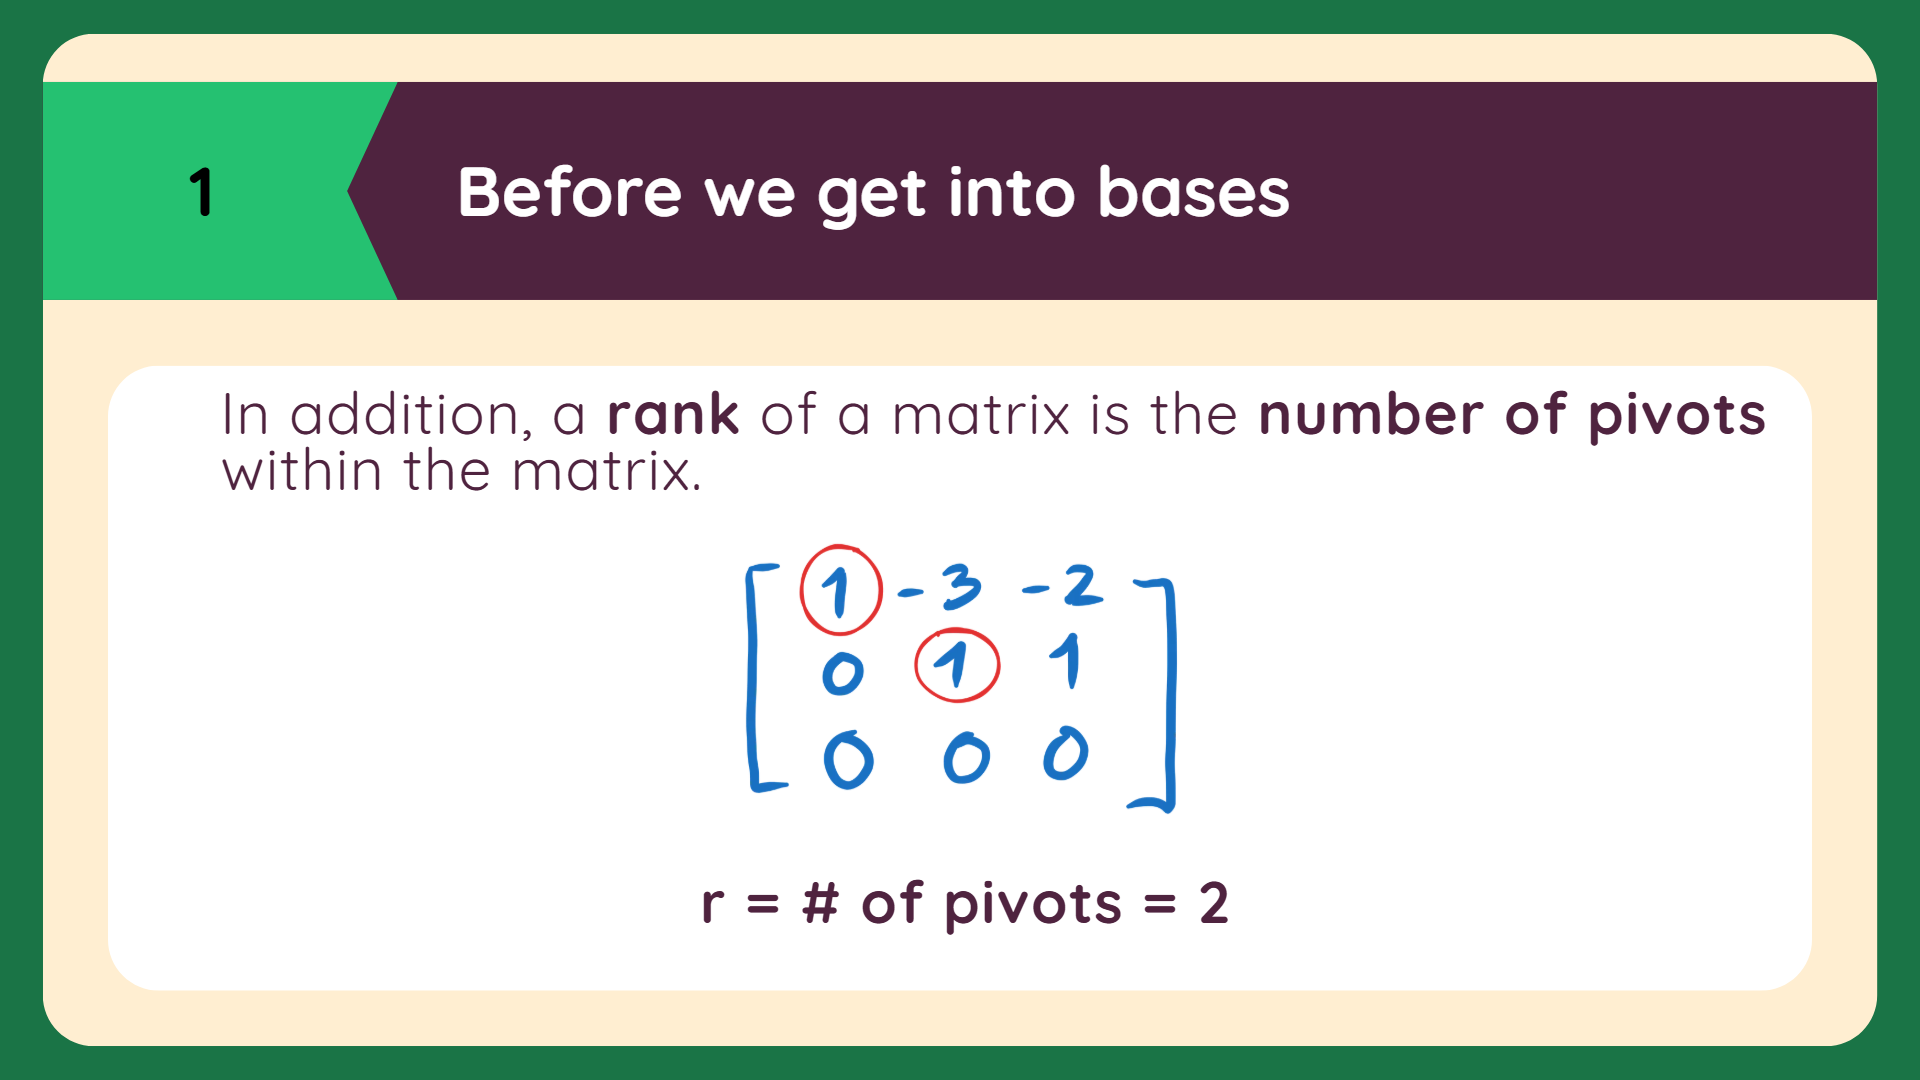 1
Before we get into bases
In addition, a rank of a matrix is the number of pivots
within the matrix.
1 -3 -2
0 1 1
0 0 0
r = # of pivots = 2